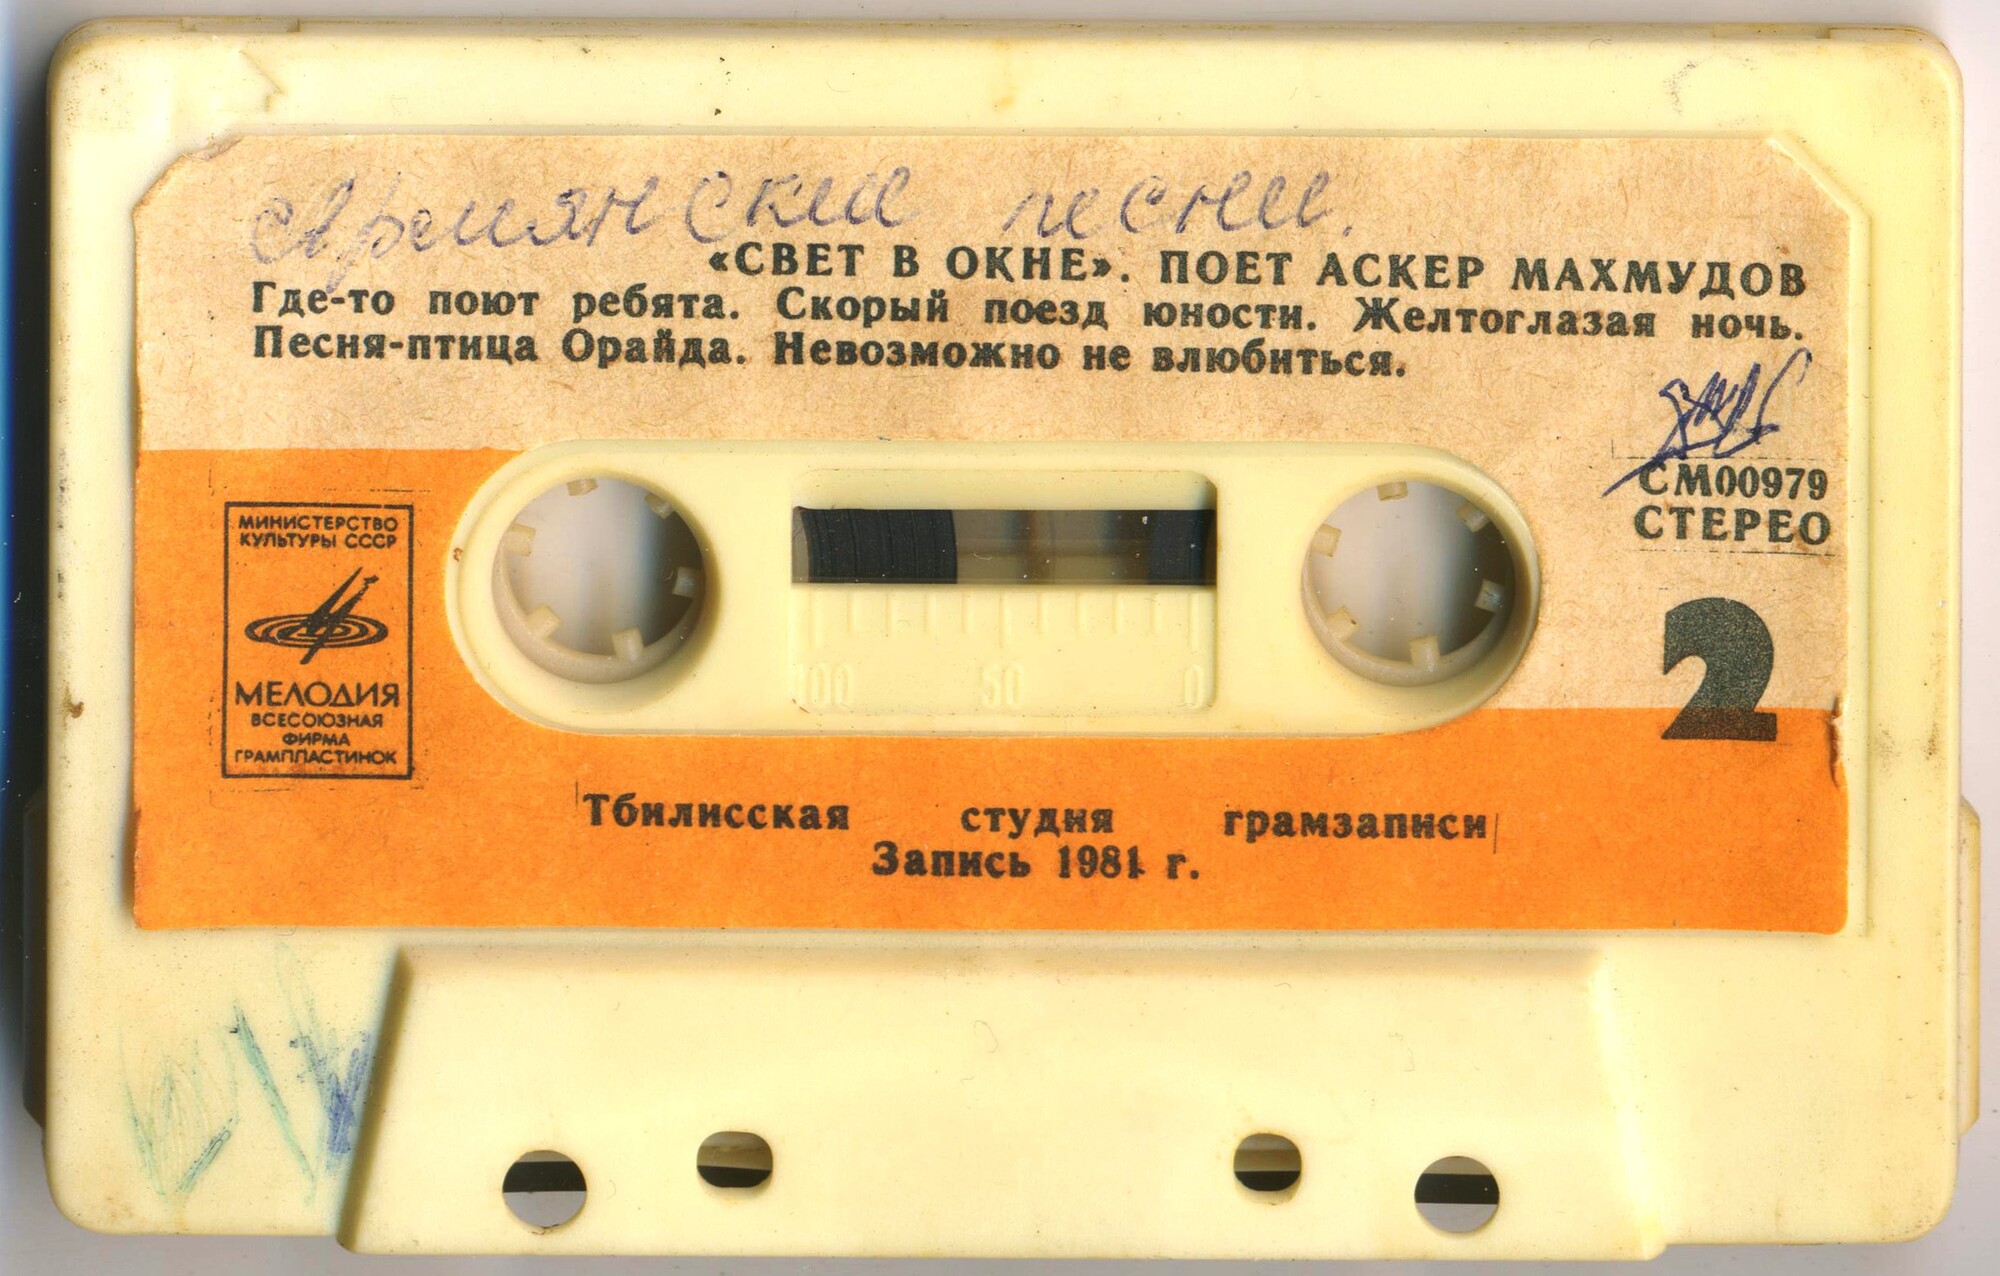 Армянские песни.
«СВЕТ В ОКНЕ». ПОЕТ АСКЕР МАХМУДОВ
Где-то поют ребята. Скорый поезд юности. Желтоглазая ночь.
Песня-птица Орайда. Невозможно не влюбиться.
СМ00979
СТЕРЕО
2
МИНИСТЕРСТВО
КУЛЬТУРЫ СССР
МЕЛОДИЯ
ВСЕСОЮЗНАЯ
ФИРМА
ГРАМПЛАСТИНОК
100 50 0
Тбилисская студия грамзаписи
Запись 1981 г.